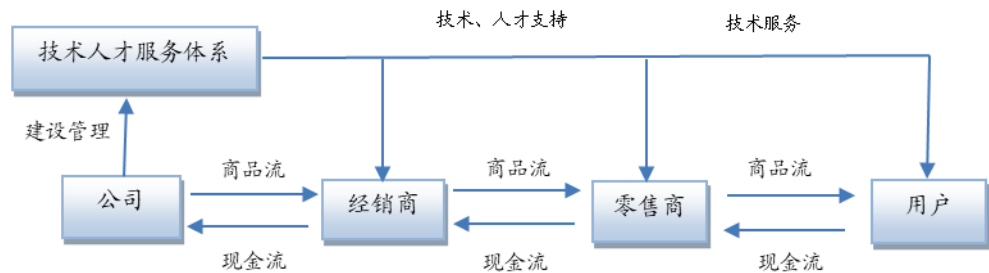 技术、人才支持
技术服务
技术人才服务体系
建设管理
商品流
商品流
商品流
公司
经销商
零售商
用户
现金流
现金流
现金流